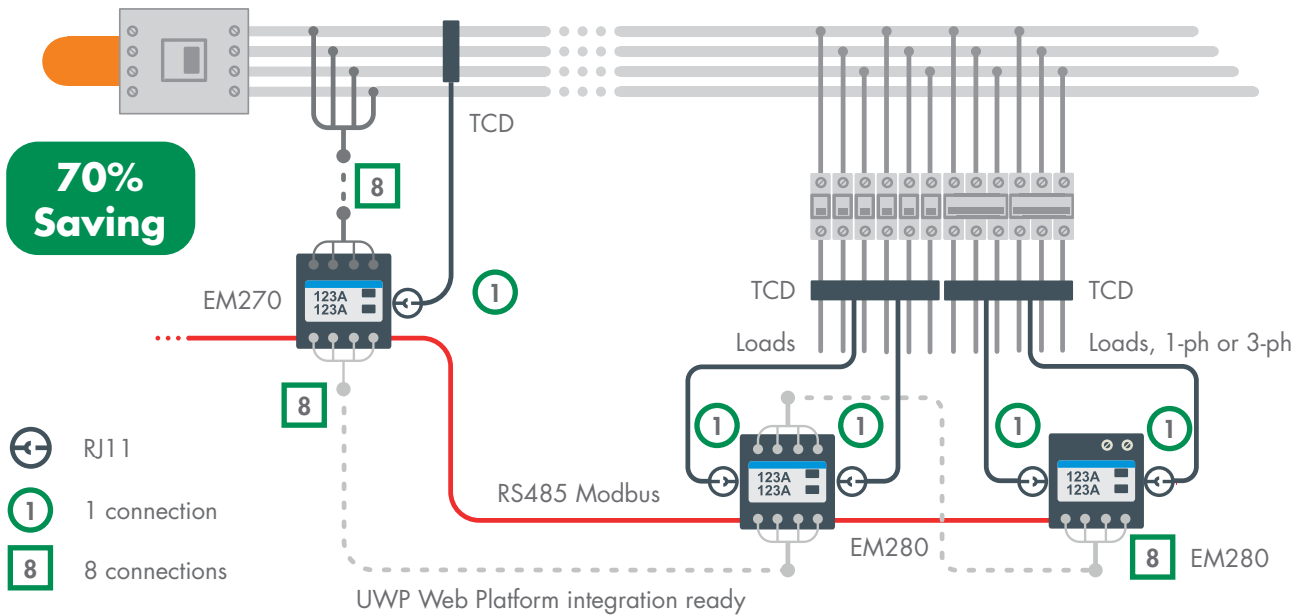 TCD
70%
Saving
8
EM270
123A
123A
1
TCD
TCD
Loads
Loads, 1-ph or 3-ph
8
1
1
1
1
RJ11
123A
123A
123A
123A
RS485 Modbus
1
1 connection
EM280
8
EM280
8
8 connections
UWP Web Platform integration ready